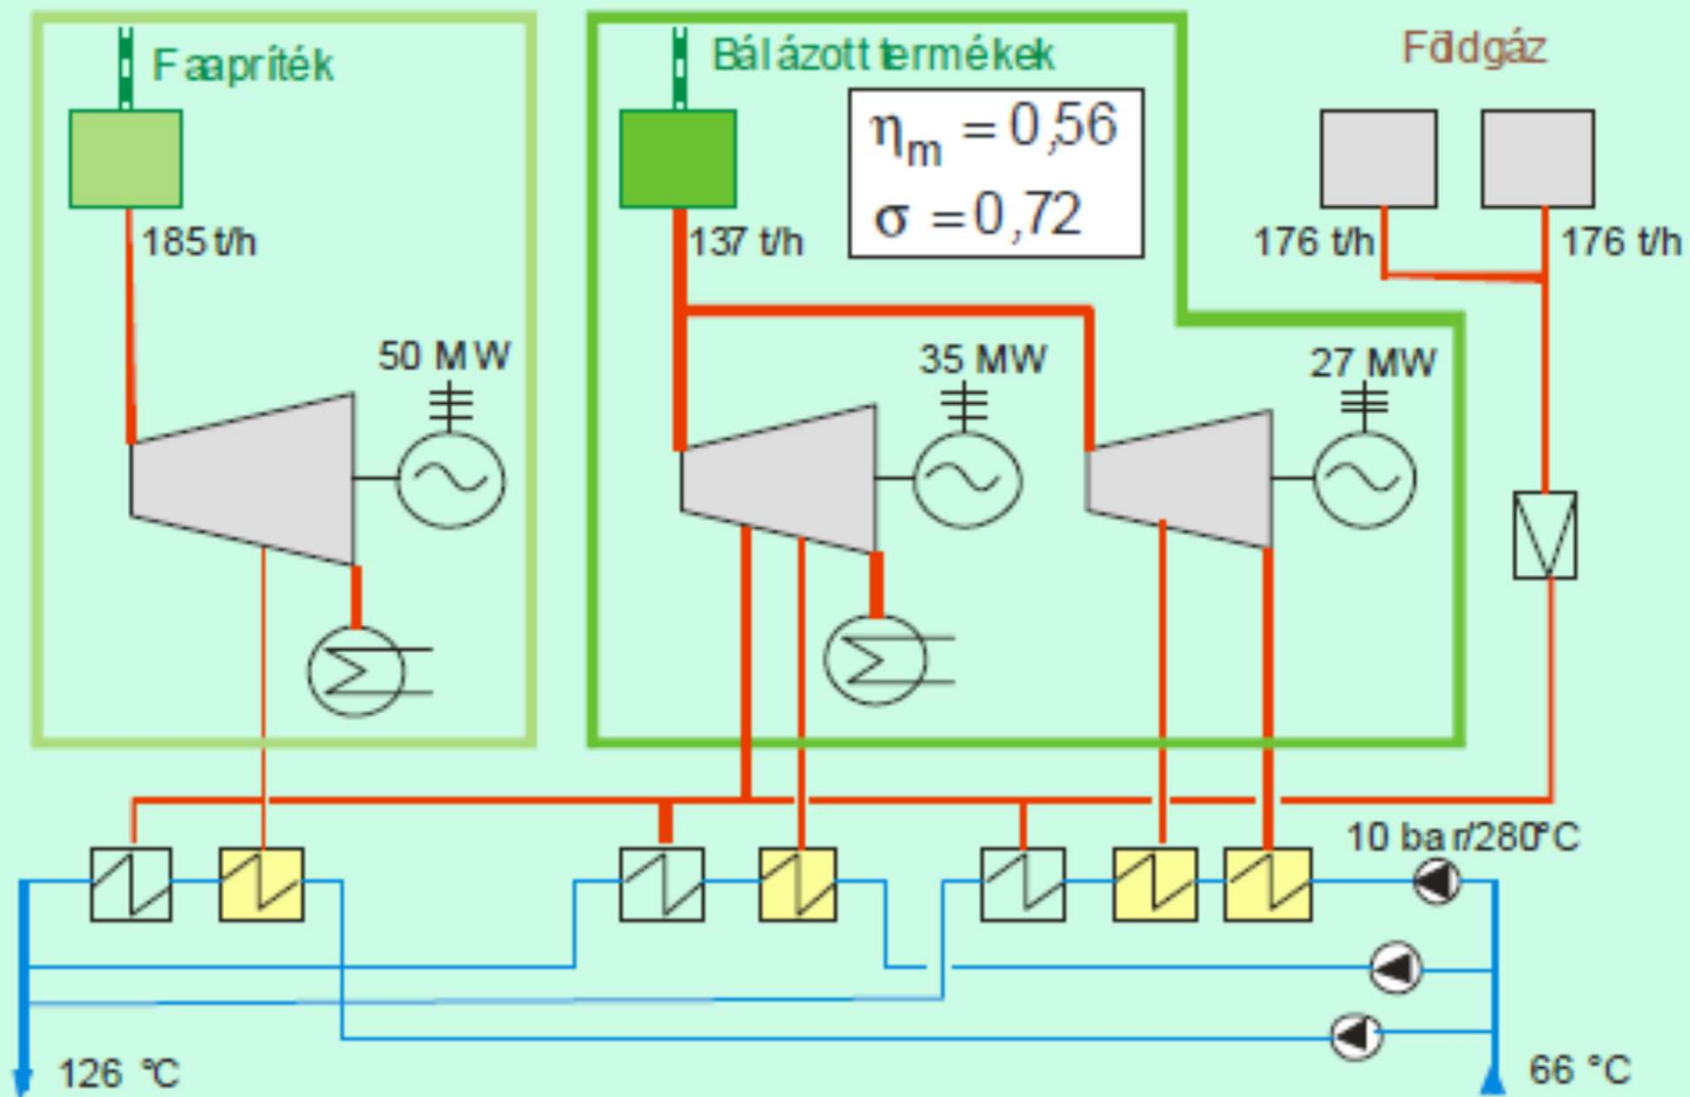 Faapríték
Bálázott termékek
Földgáz
ηm = 0,56
σ = 0,72
185 t/h
137 t/h
176 t/h
176 t/h
50 MW
35 MW
27 MW
10 bar/280°C
126 °C
66 °C